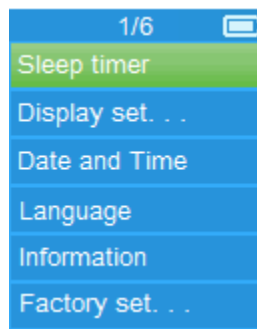 1/6
Sleep timer
Display set. . .
Date and Time
Language
Information
Factory set. . .